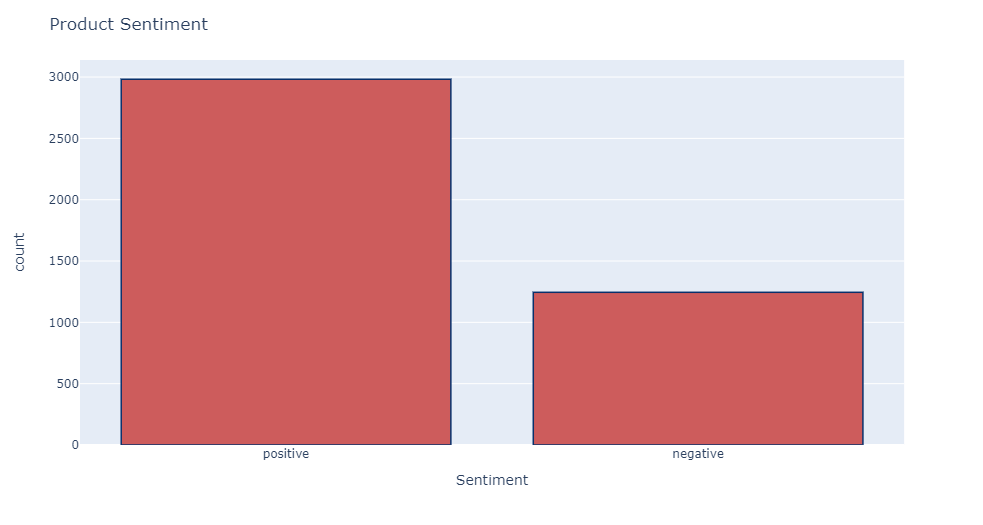 Product Sentiment
3000
2500
2000
1500
1000
500
0
count
positive
negative
Sentiment